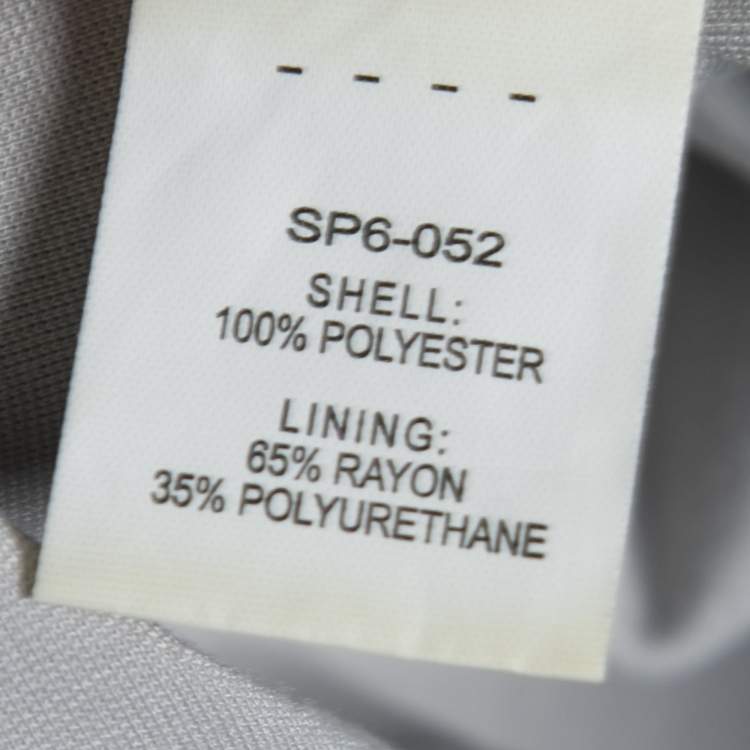 - - - -
SP6-052
SHELL:
100% POLYESTER
LINING:
65% RAYON
35% POLYURETHANE